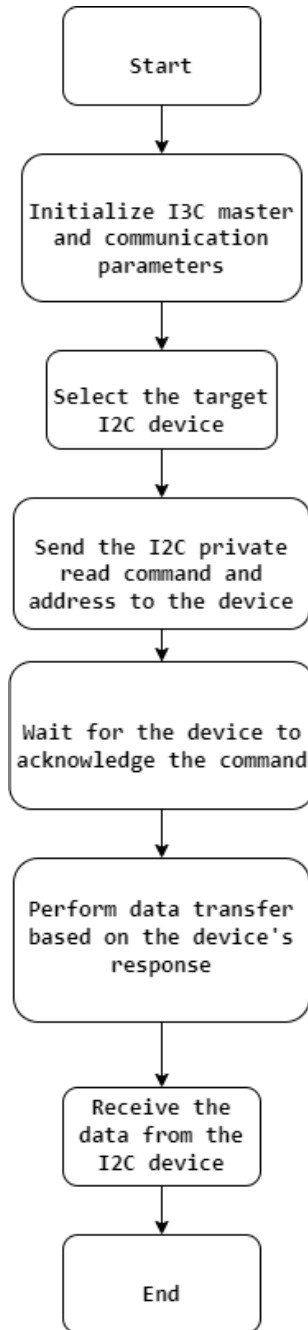 Start
Initialize I3C master
and communication
parameters
Select the target
I2C device
Send the I2C private
read command and
address to the device
Wait for the device to
acknowledge the command
Perform data transfer
based on the device's
response
Receive the
data from the
I2C device
End